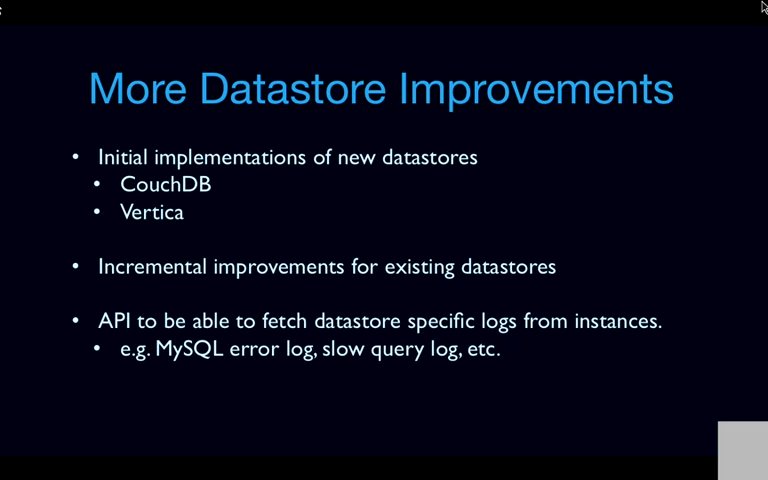 More Datastore Improvements
• Initial implementations of new datastores
• CouchDB
• Vertica
• Incremental improvements for existing datastores
• API to be able to fetch datastore specific logs from instances.
• e.g. MySQL error log, slow query log, etc.